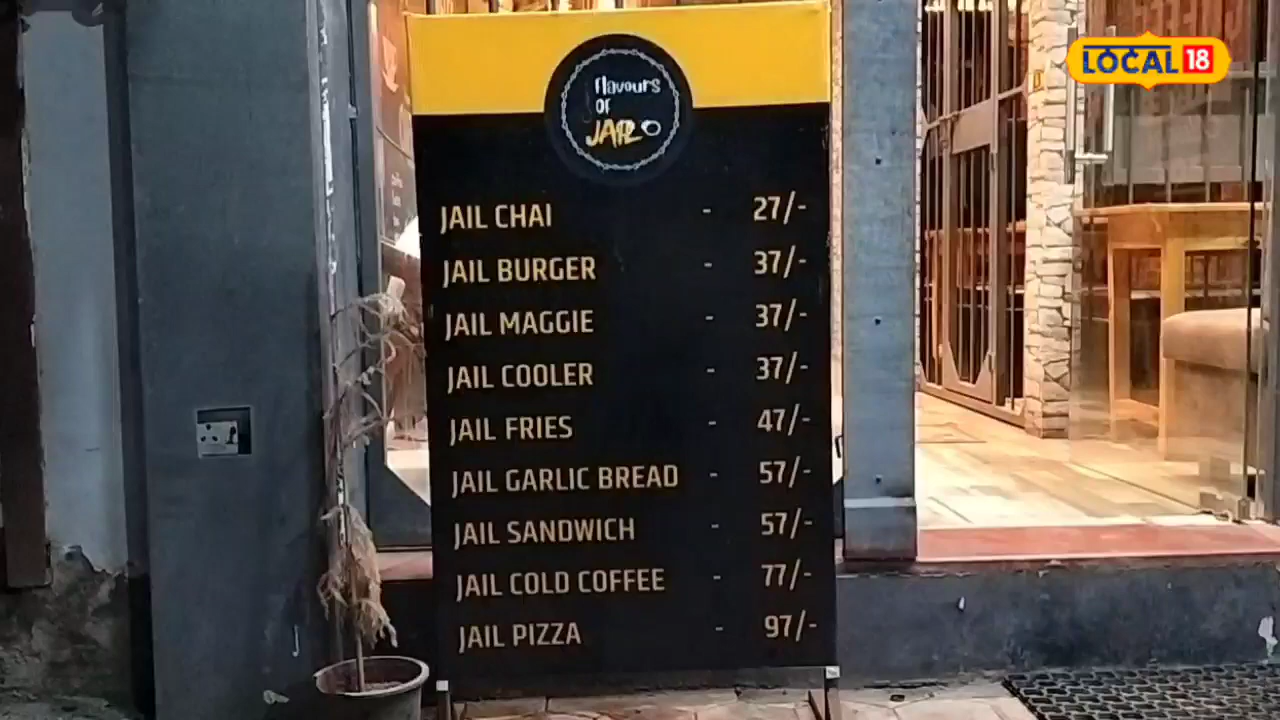 LOCAL 18
flavours
OF
JAIL
JAIL CHAI - 27/-
JAIL BURGER - 37/-
JAIL MAGGIE - 37/-
JAIL COOLER - 37/-
JAIL FRIES - 47/-
JAIL GARLIC BREAD - 57/-
JAIL SANDWICH - 57/-
JAIL COLD COFFEE - 77/-
JAIL PIZZA - 97/-